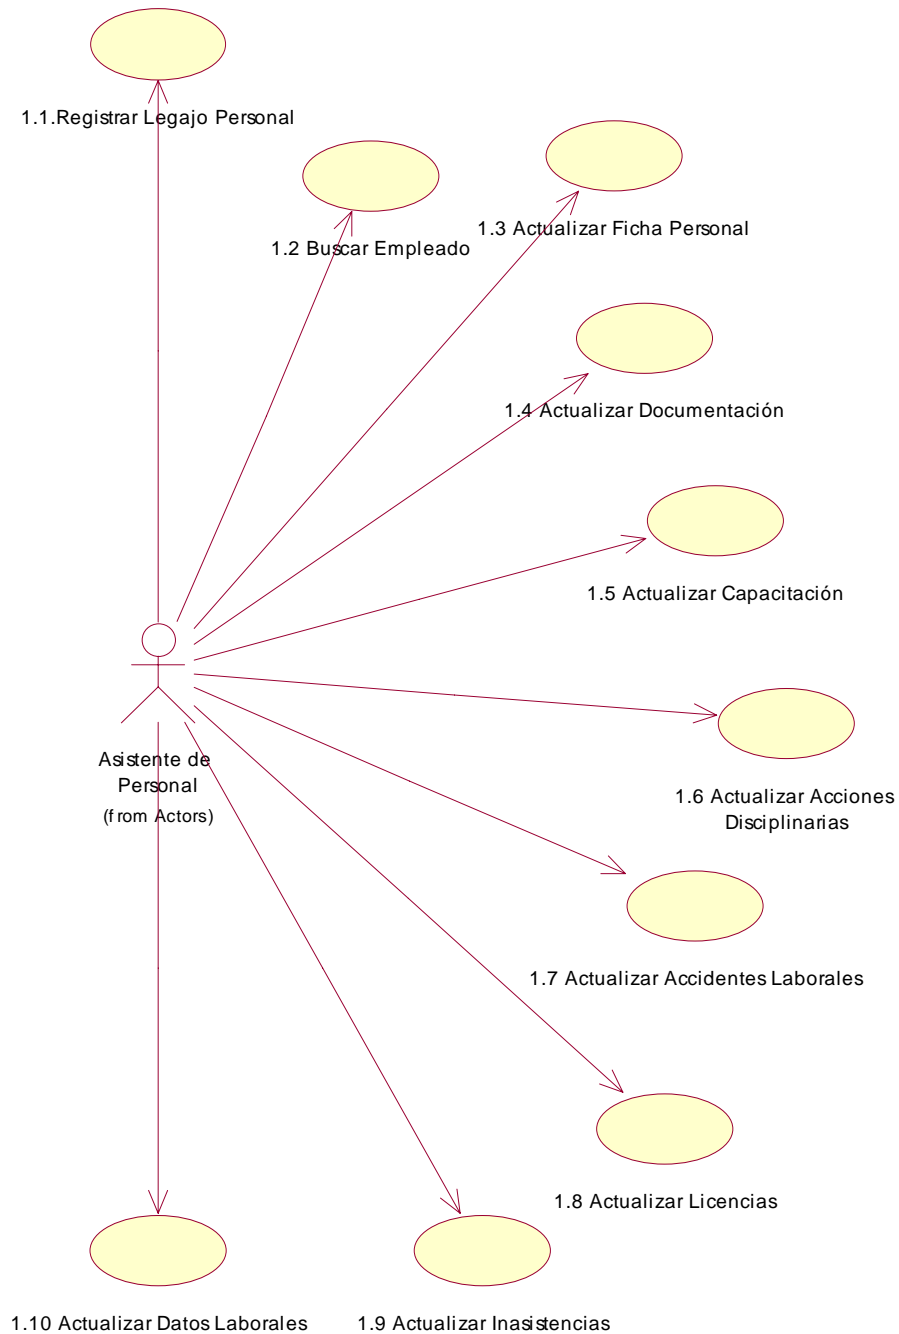 1.1.Registrar Legajo Personal
1.2 Buscar Empleado
1.3 Actualizar Ficha Personal
1.4 Actualizar Documentación
1.5 Actualizar Capacitación
Asistente de
Personal
(from Actors)
1.6 Actualizar Acciones
Disciplinarias
1.7 Actualizar Accidentes Laborales
1.8 Actualizar Licencias
1.10 Actualizar Datos Laborales
1.9 Actualizar Inasistencias